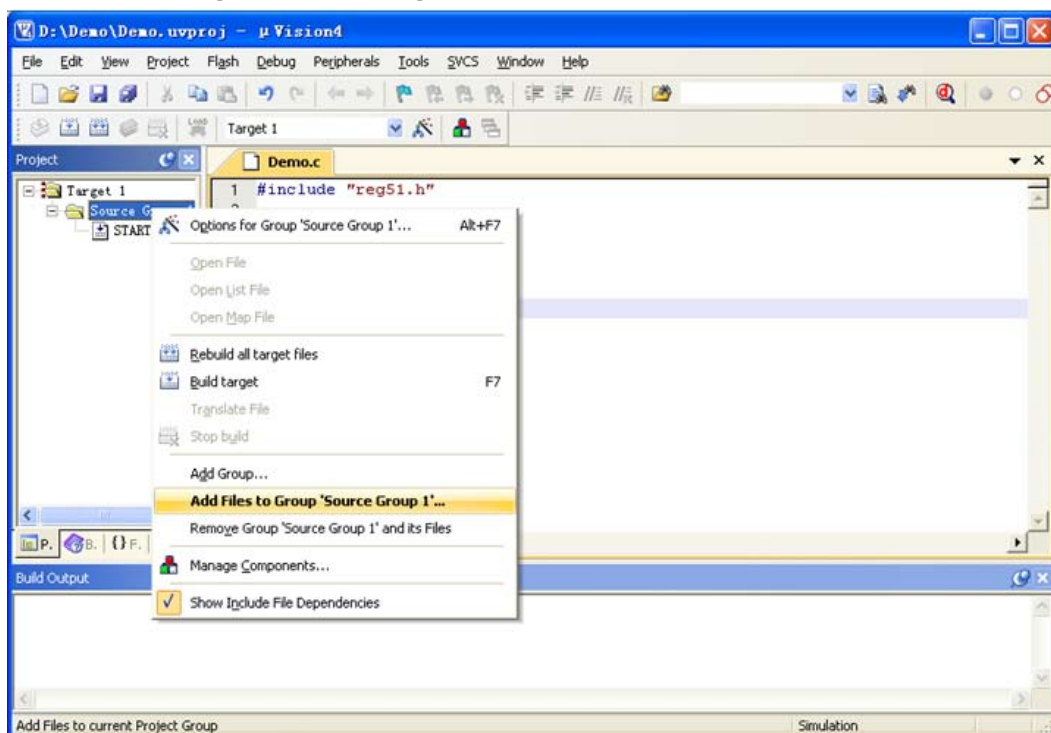 D:\Demo\Demo.uvproj - µVision4
File Edit View Project Flash Debug Peripherals Tools SVCS Window Help
Target 1
Project
Demo.c
Target 1
1 #include "reg51.h"
Source
START
Options for Group 'Source Group 1'... Alt+F7
Open File
Open List File
Open Map File
Rebuild all target files
Build target F7
Translate File
Stop build
Add Group...
Add Files to Group 'Source Group 1'...
Remove Group 'Source Group 1' and its Files
P. B. {} F.
Manage Components...
Build Output
Show Include File Dependencies
Add Files to current Project Group Simulation